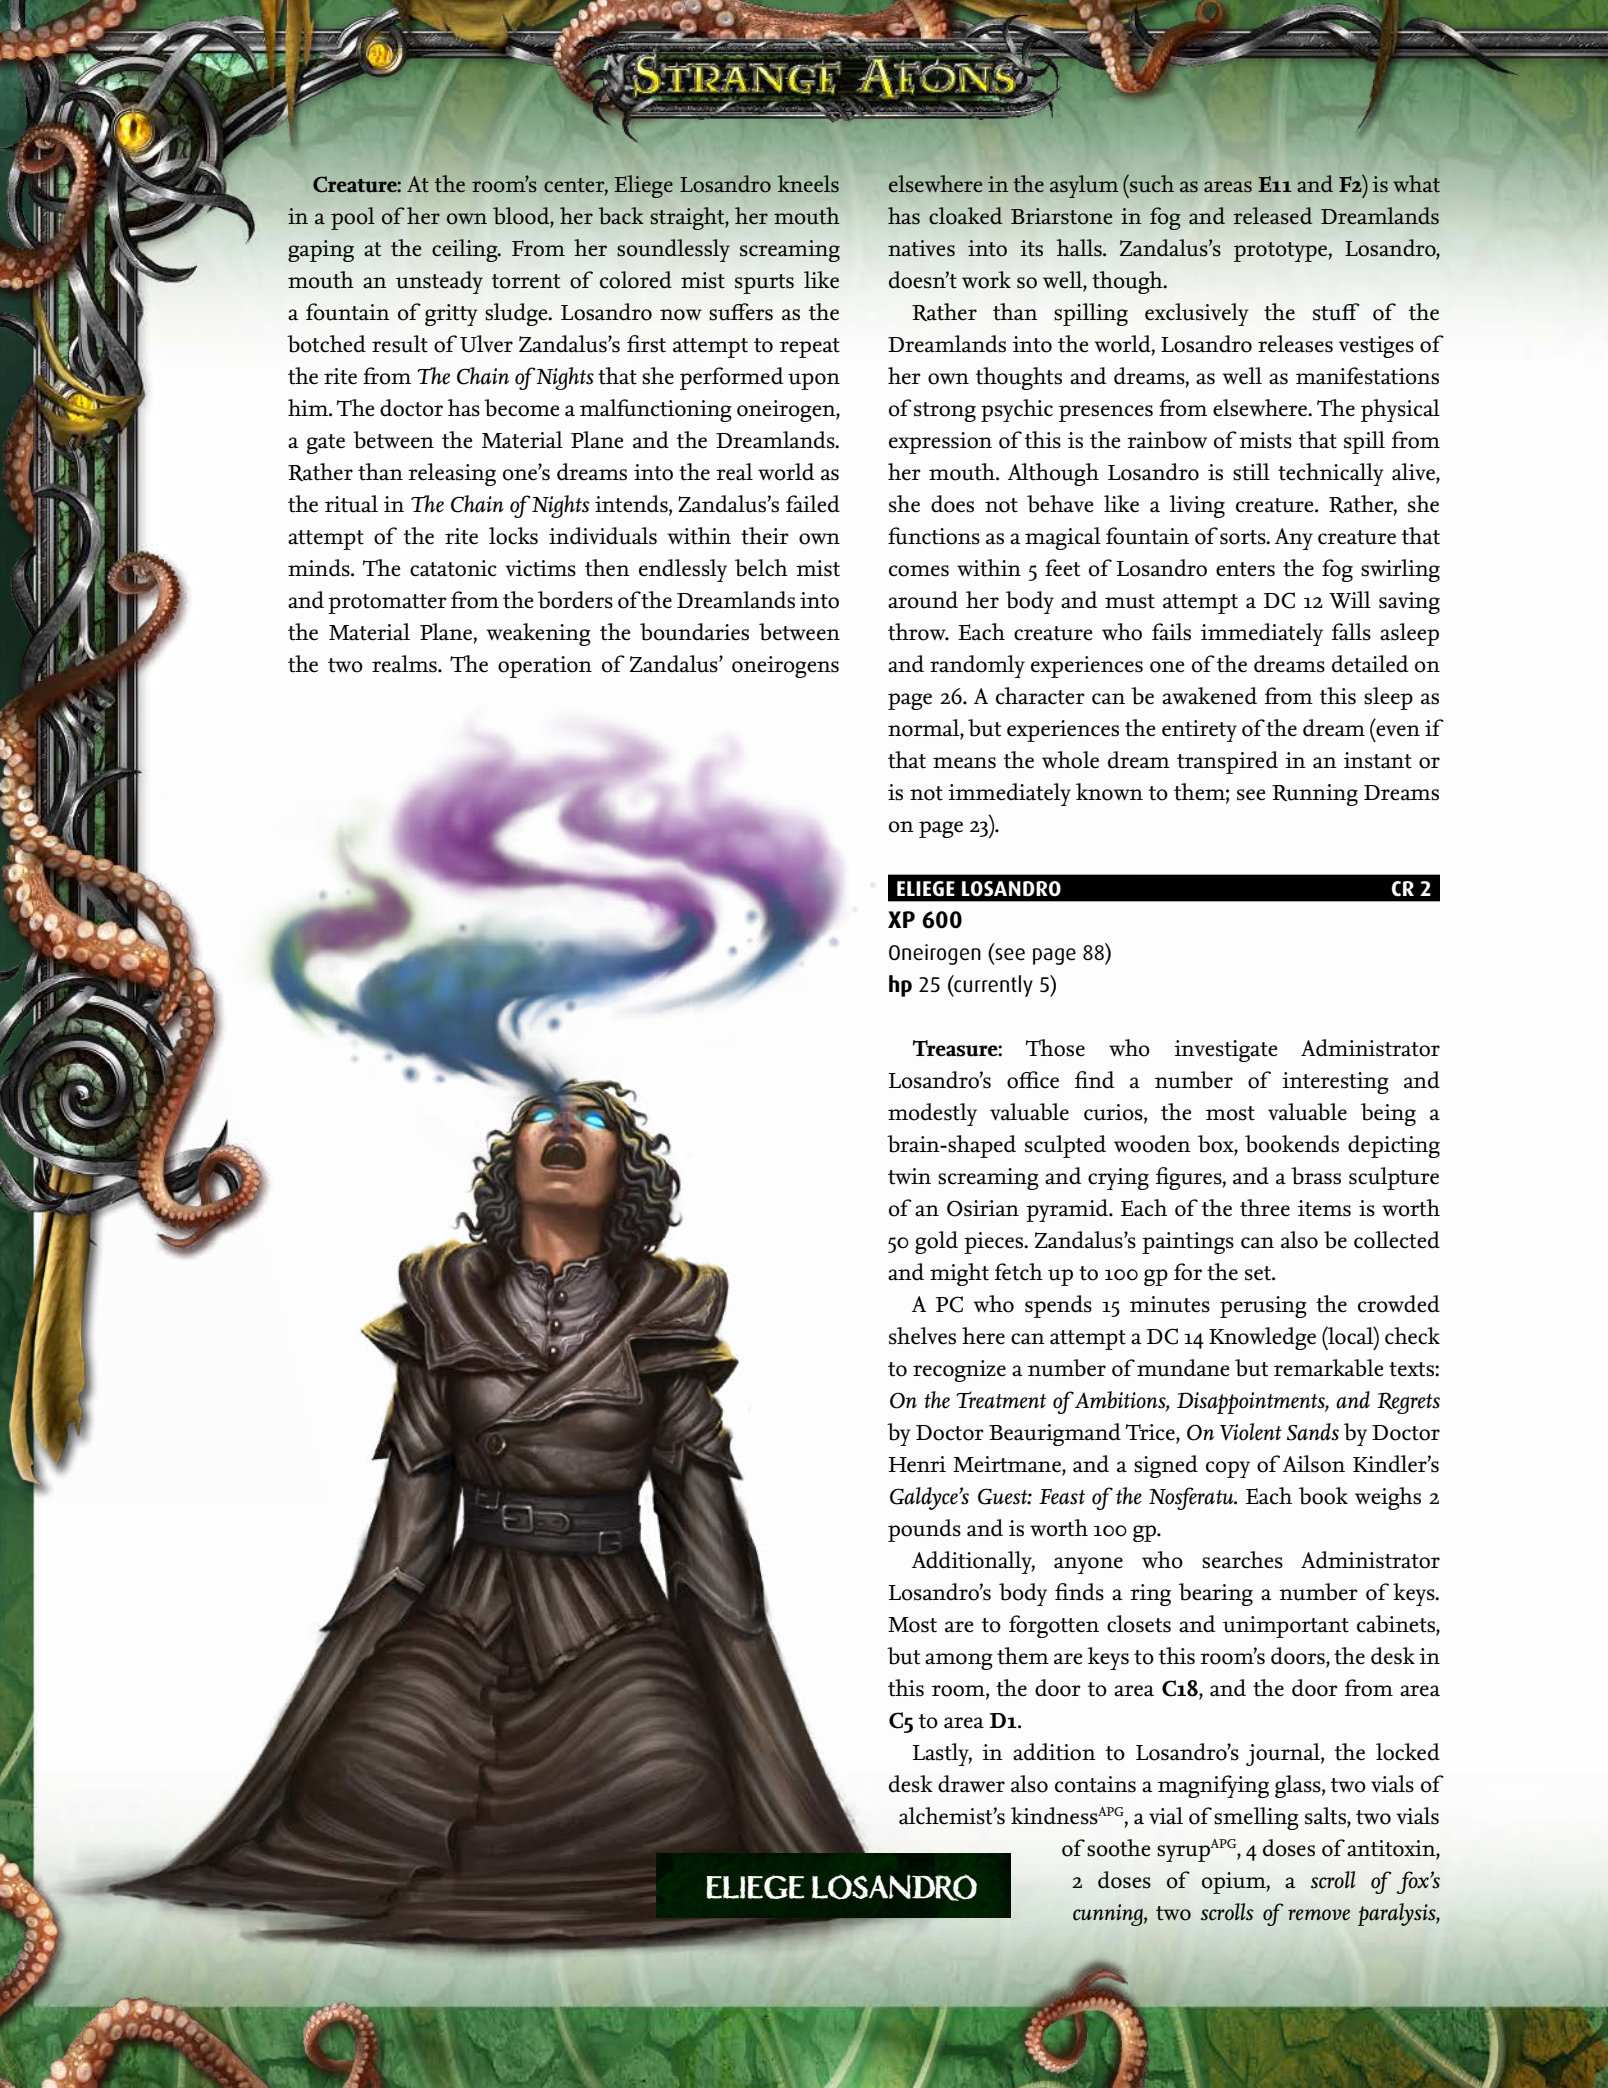 STRANGE AEONS
Creature: At the room's center, Eliege Losandro kneels
in a pool of her own blood, her back straight, her mouth
gaping at the ceiling. From her soundlessly screaming
mouth an unsteady torrent of colored mist spurts like
a fountain of gritty sludge. Losandro now suffers as the
botched result of Ulver Zandalus's first attempt to repeat
the rite from The Chain of Nights that she performed upon
him. The doctor has become a malfunctioning oneirogen,
a gate between the Material Plane and the Dreamlands.
Rather than releasing one's dreams into the real world as
the ritual in The Chain of Nights intends, Zandalus's failed
attempt of the rite locks individuals within their own
minds. The catatonic victims then endlessly belch mist
and protomatter from the borders of the Dreamlands into
the Material Plane, weakening the boundaries between
the two realms. The operation of Zandalus' oneirogens
elsewhere in the asylum (such as areas E11 and F2) is what
has cloaked Briarstone in fog and released Dreamlands
natives into its halls. Zandalus's prototype, Losandro,
doesn't work so well, though.
Rather than spilling exclusively the stuff of the
Dreamlands into the world, Losandro releases vestiges of
her own thoughts and dreams, as well as manifestations
of strong psychic presences from elsewhere. The physical
expression of this is the rainbow of mists that spill from
her mouth. Although Losandro is still technically alive,
she does not behave like a living creature. Rather, she
functions as a magical fountain of sorts. Any creature that
comes within 5 feet of Losandro enters the fog swirling
around her body and must attempt a DC 12 Will saving
throw. Each creature who fails immediately falls asleep
and randomly experiences one of the dreams detailed on
page 26. A character can be awakened from this sleep as
normal, but experiences the entirety of the dream (even if
that means the whole dream transpired in an instant or
is not immediately known to them; see Running Dreams
on page 23).
ELIEGE LOSANDRO CR 2
XP 600
Oneirogen (see page 88)
hp 25 (currently 5)
Treasure: Those who investigate Administrator
Losandro's office find a number of interesting and
modestly valuable curios, the most valuable being a
brain-shaped sculpted wooden box, bookends depicting
twin screaming and crying figures, and a brass sculpture
of an Osirian pyramid. Each of the three items is worth
50 gold pieces. Zandalus's paintings can also be collected
and might fetch up to 100 gp for the set.
A PC who spends 15 minutes perusing the crowded
shelves here can attempt a DC 14 Knowledge (local) check
to recognize a number of mundane but remarkable texts:
On the Treatment of Ambitions, Disappointments, and Regrets
by Doctor Beaurigmand Trice, On Violent Sands by Doctor
Henri Meirtmane, and a signed copy of Ailson Kindler's
Galdyce's Guest: Feast of the Nosferatu. Each book weighs 2
pounds and is worth 100 gp.
Additionally, anyone who searches Administrator
Losandro's body finds a ring bearing a number of keys.
Most are to forgotten closets and unimportant cabinets,
but among them are keys to this room's doors, the desk in
this room, the door to area C18, and the door from area
C5 to area D1.
Lastly, in addition to Losandro's journal, the locked
desk drawer also contains a magnifying glass, two vials of
alchemist's kindnessAPG, a vial of smelling salts, two vials
of soothe syrupAPG, 4 doses of antitoxin,
2 doses of opium, a scroll of fox's
cunning, two scrolls of remove paralysis,
ELIEGE LOSANDRO